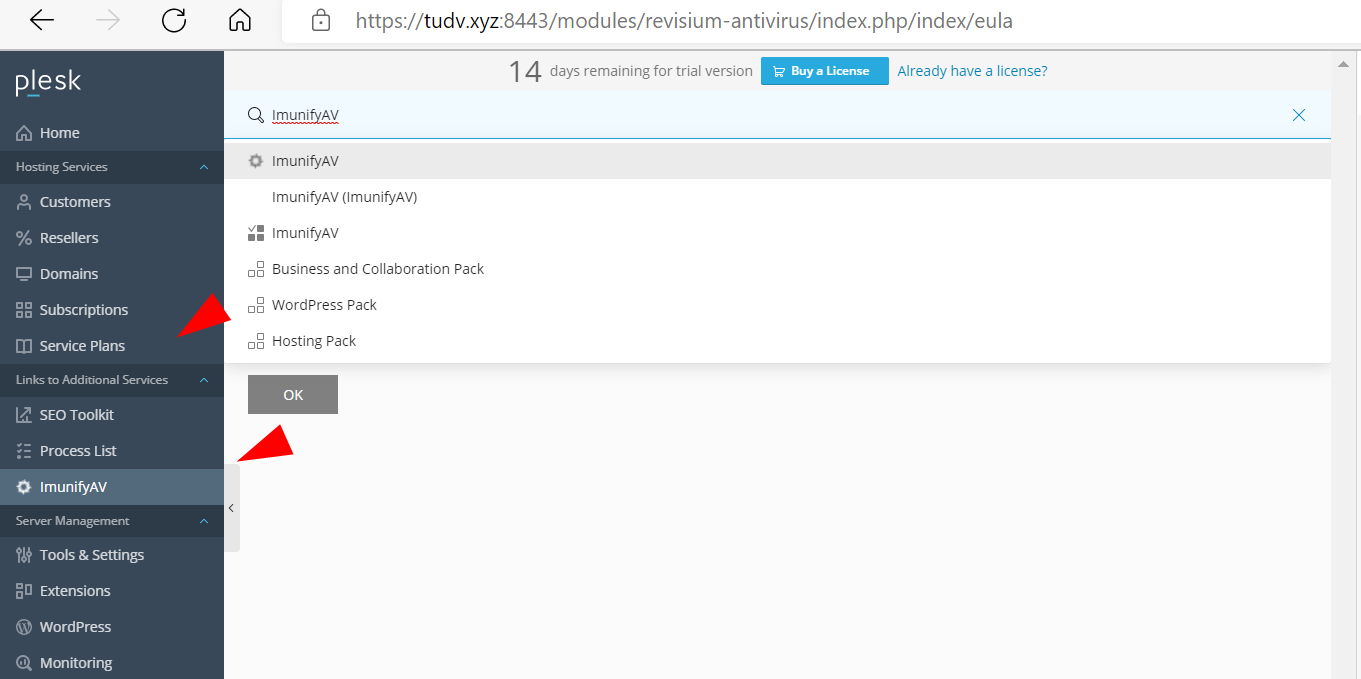 https://tudv.xyz:8443/modules/revisium-antivirus/index.php/index/eula
plesk
14 days remaining for trial version Buy a License Already have a license?
ImunifyAV
Home
Hosting Services
Customers
Resellers
Domains
Subscriptions
Service Plans
Links to Additional Services
SEO Toolkit
Process List
ImunifyAV
Server Management
Tools & Settings
Extensions
WordPress
Monitoring
ImunifyAV
ImunifyAV (ImunifyAV)
ImunifyAV
Business and Collaboration Pack
WordPress Pack
Hosting Pack
OK